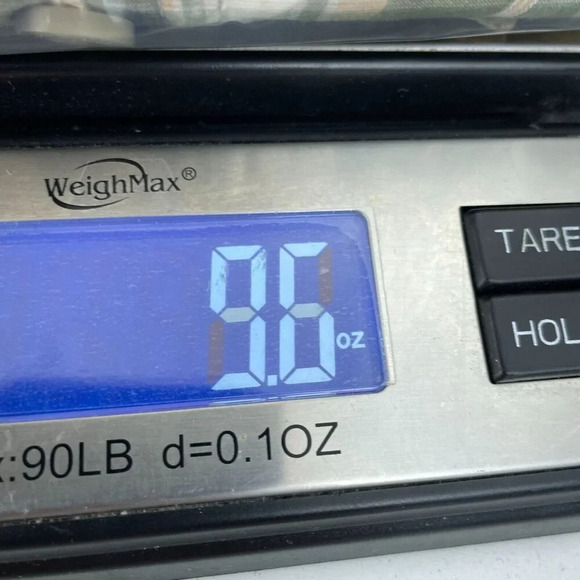 WeighMax®
9.6 oz
TARE
HOL
x:90LB d=0.1OZ